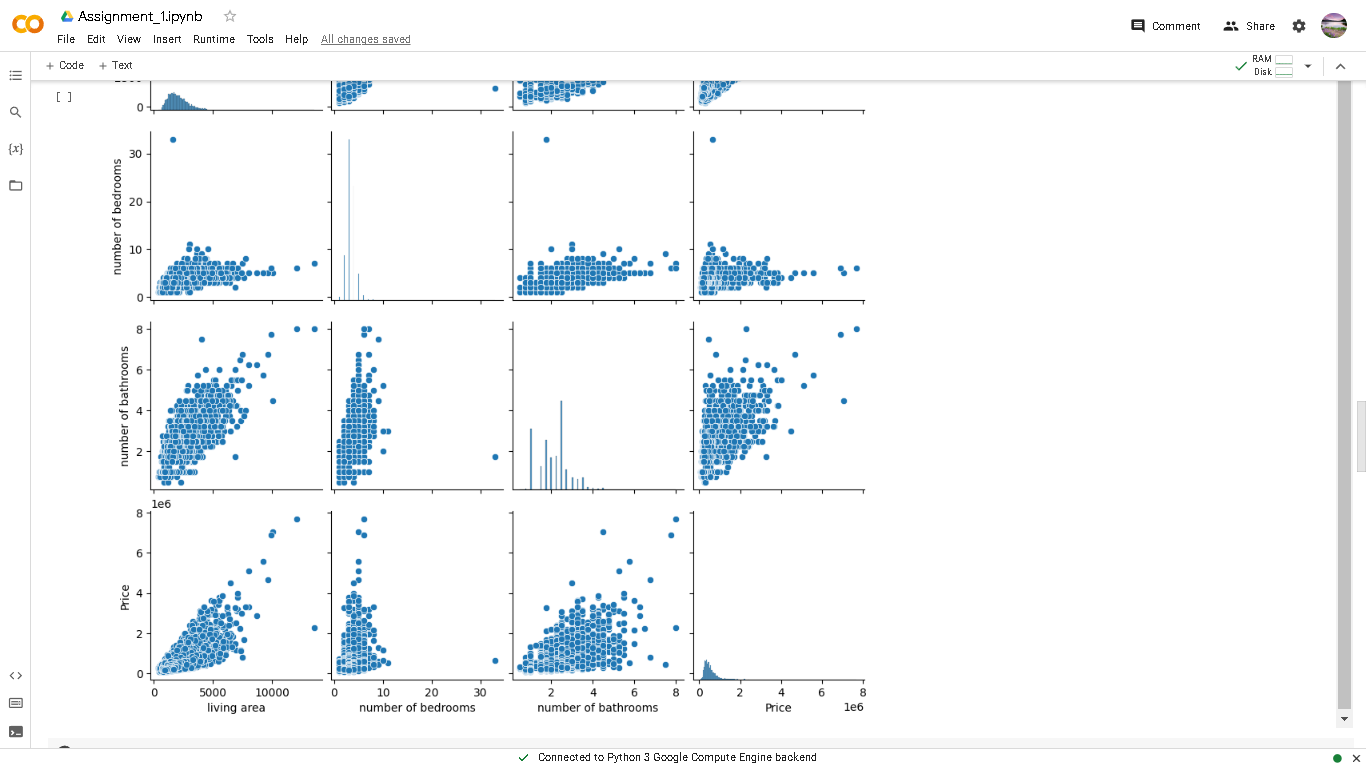 Assignment_1.ipynb
File Edit View Insert Runtime Tools Help All changes saved
Comment Share
+ Code + Text
RAM
Disk
[ ]
0
number of bedrooms
30
20
10
0
number of bathrooms
8
6
4
2
1e6
Price
8
6
4
2
0
0 5000 10000 0 10 20 30 2 4 6 8 0 2 4 6 8
living area number of bedrooms number of bathrooms Price 1e6
{x}
<>
Connected to Python 3 Google Compute Engine backend